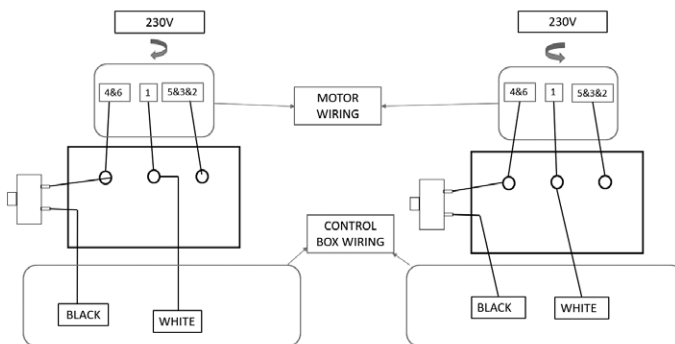 230V
230V
4&6 1 5&3&2
4&6 1 5&3&2
MOTOR
WIRING
CONTROL
BOX WIRING
BLACK
WHITE
BLACK
WHITE